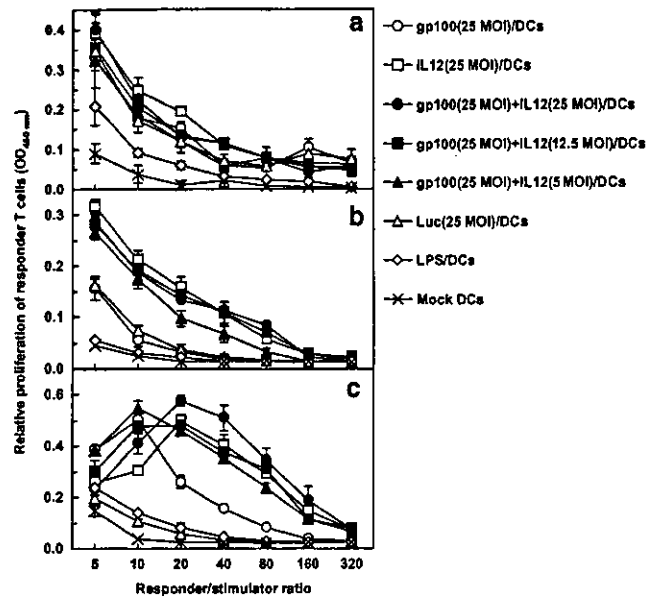 a
0.4
0.3
0.2
0.1
0.0
b
0.3
0.2
0.1
0.0
c
0.6
0.4
0.2
0.0
5 10 20 40 80 160 320
Responder/stimulator ratio
Relative proliferation of responder T cells (OD450 nm)
gp100(25 MOI)/DCs
IL12(25 MOI)/DCs
gp100(25 MOI)+IL12(25 MOI)/DCs
gp100(25 MOI)+IL12(12.5 MOI)/DCs
gp100(25 MOI)+IL12(5 MOI)/DCs
Luc(25 MOI)/DCs
LPS/DCs
Mock DCs